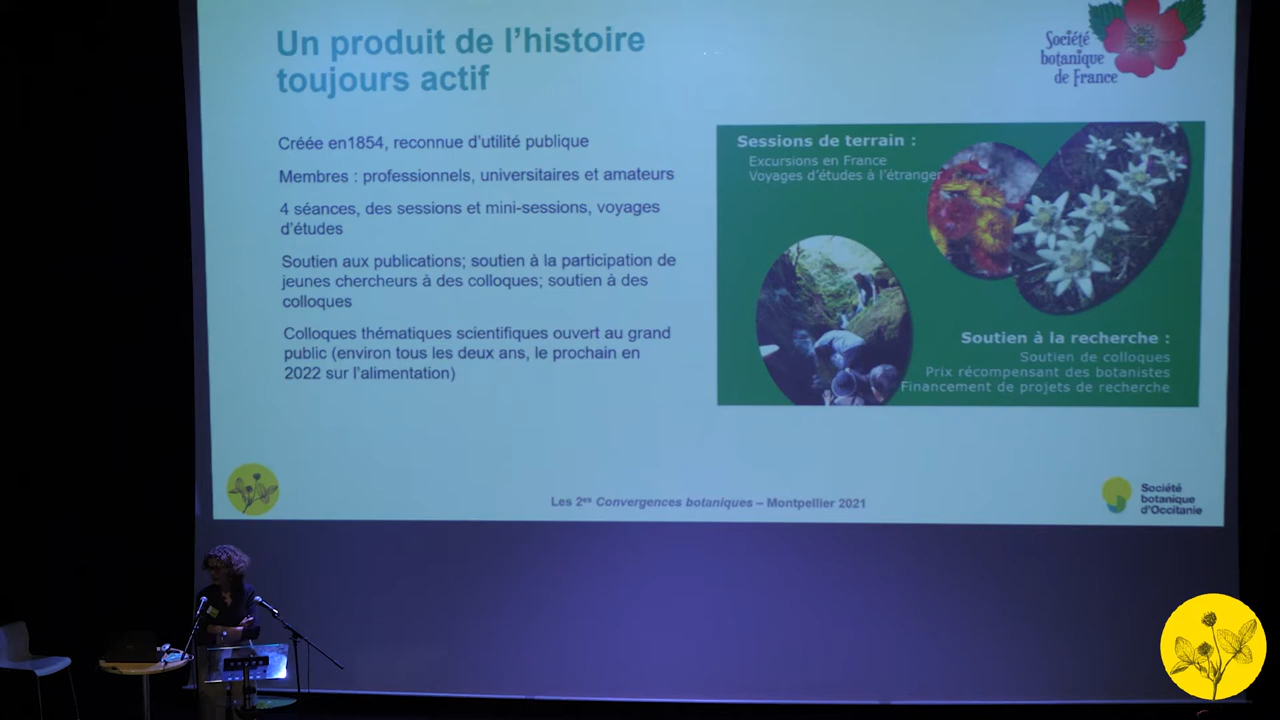 Un produit de l’histoire
toujours actif
Société
botanique
de France
Créée en1854, reconnue d’utilité publique
Membres : professionnels, universitaires et amateurs
4 séances, des sessions et mini-sessions, voyages
d’études
Soutien aux publications; soutien à la participation de
jeunes chercheurs à des colloques; soutien à des
colloques
Colloques thématiques scientifiques ouvert au grand
public (environ tous les deux ans, le prochain en
2022 sur l’alimentation)
Sessions de terrain :
Excursions en France
Voyages d’études à l’étranger
Soutien à la recherche :
Soutien de colloques
Prix récompensant des botanistes
Financement de projets de recherche
Les 2es Convergences botaniques – Montpellier 2021
Société
botanique
d’Occitanie